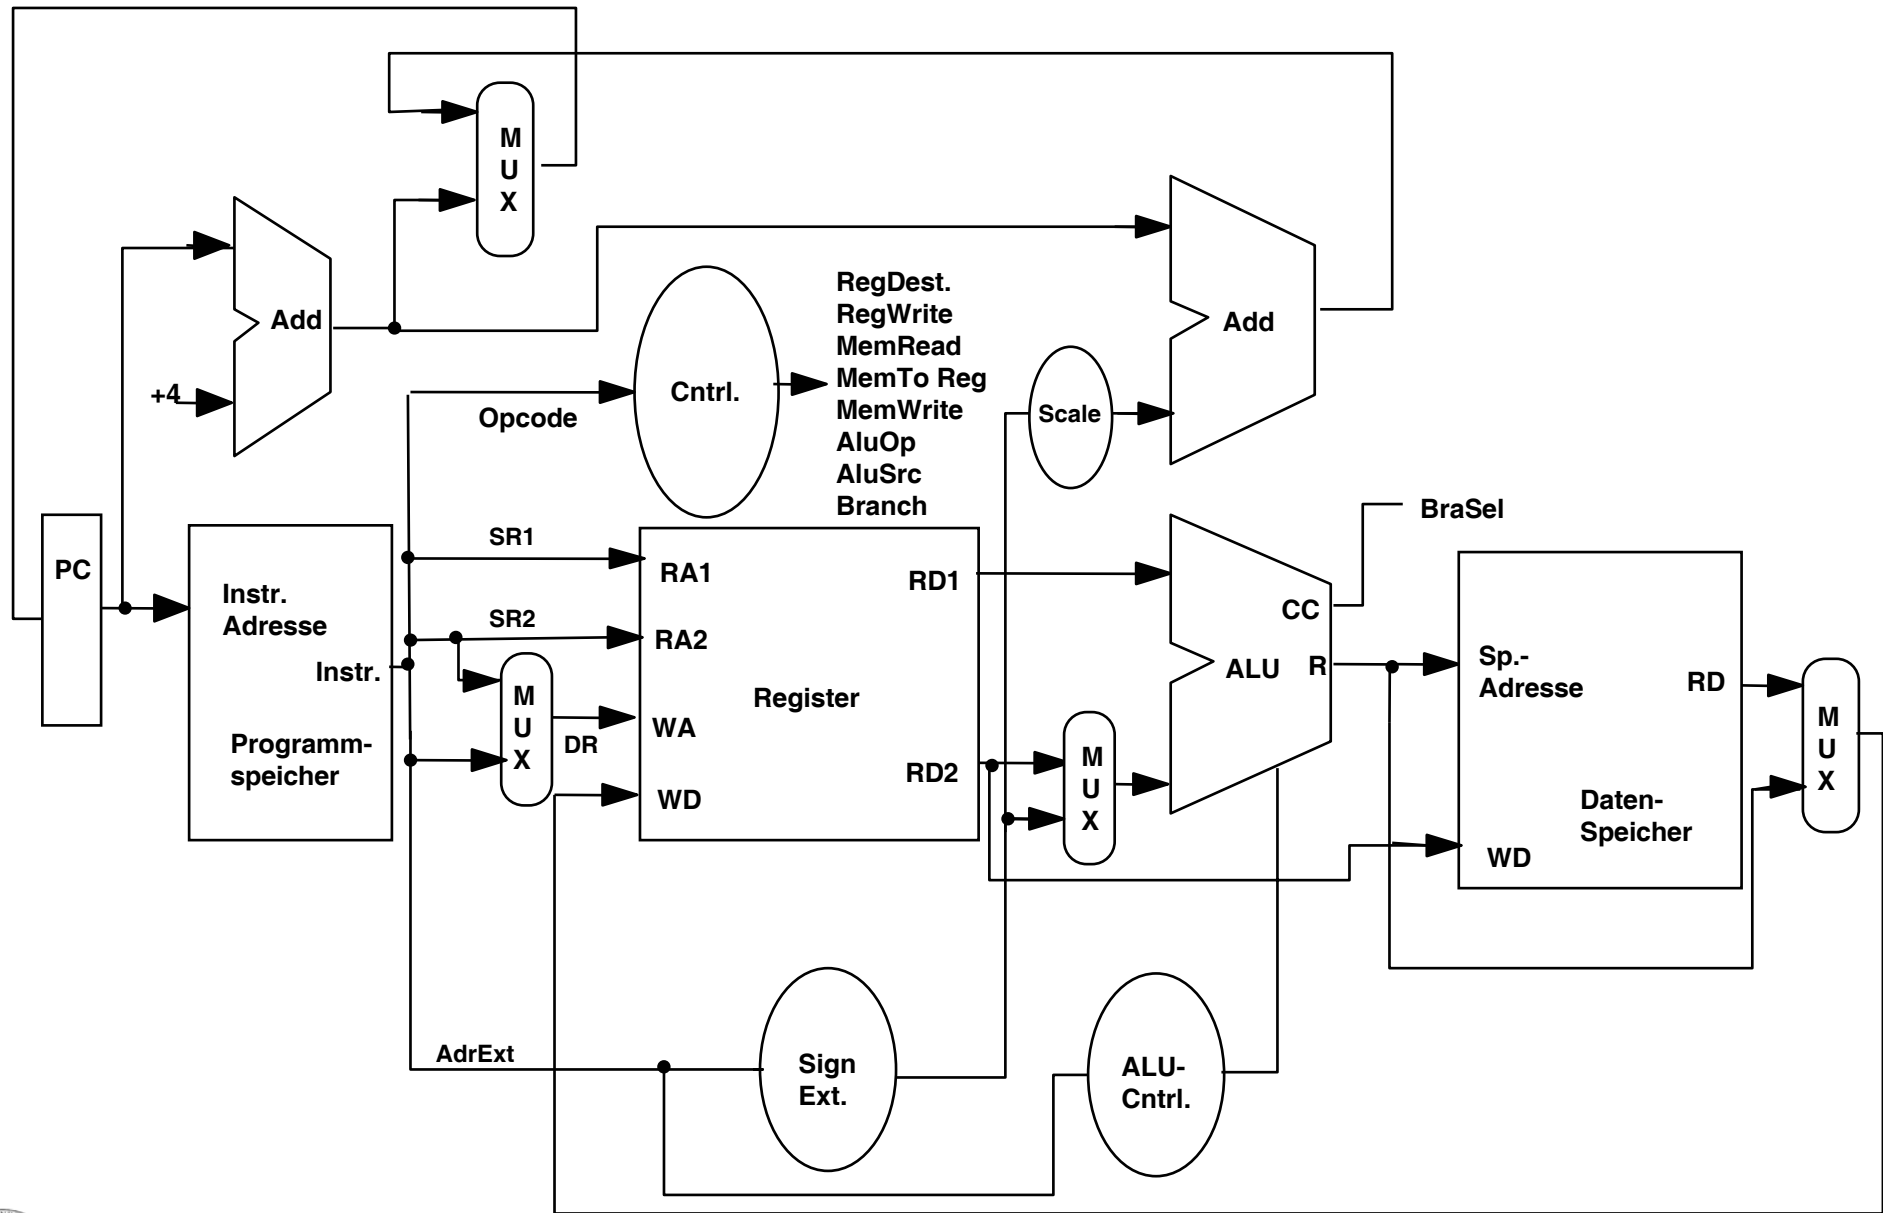 M
U
X
Add
+4
Opcode
Cntrl.
RegDest.
RegWrite
MemRead
MemTo Reg
MemWrite
AluOp
AluSrc
Branch
Scale
Add
PC
Instr.
Adresse
Instr.
Programm-
speicher
SR1
SR2
M
U
X
DR
RA1
RA2
WA
WD
Register
RD1
RD2
M
U
X
ALU
CC
R
BraSel
Sp.-
Adresse
RD
Daten-
Speicher
WD
M
U
X
AdrExt
Sign
Ext.
ALU-
Cntrl.